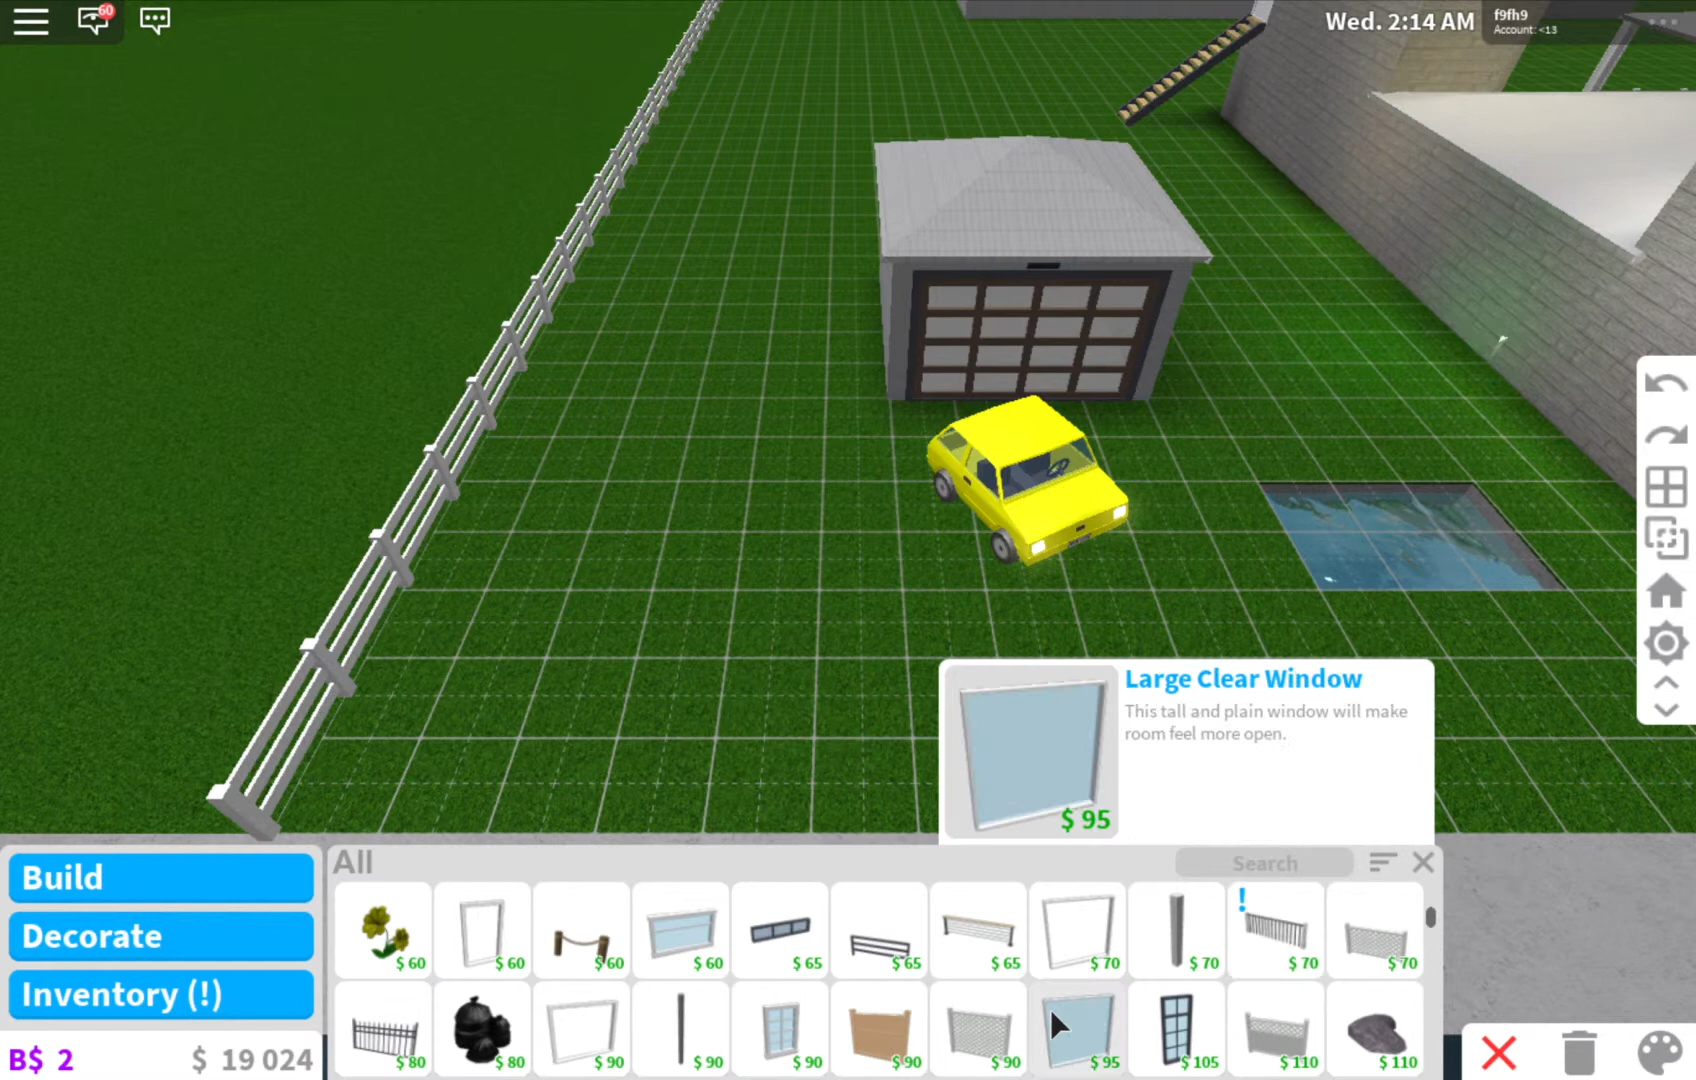 60
Wed. 2:14 AM
f9fh9
Account: <13
Large Clear Window
This tall and plain window will make
room feel more open.
$ 95
Build
Decorate
Inventory (!)
B$ 2
$ 19 024
All
Search
$ 60
$ 60
$ 60
$ 60
$ 65
$ 65
$ 65
$ 70
$ 70
!
$ 70
$ 70
$ 80
$ 80
$ 90
$ 90
$ 90
$ 90
$ 90
$ 95
$ 105
$ 110
$ 110